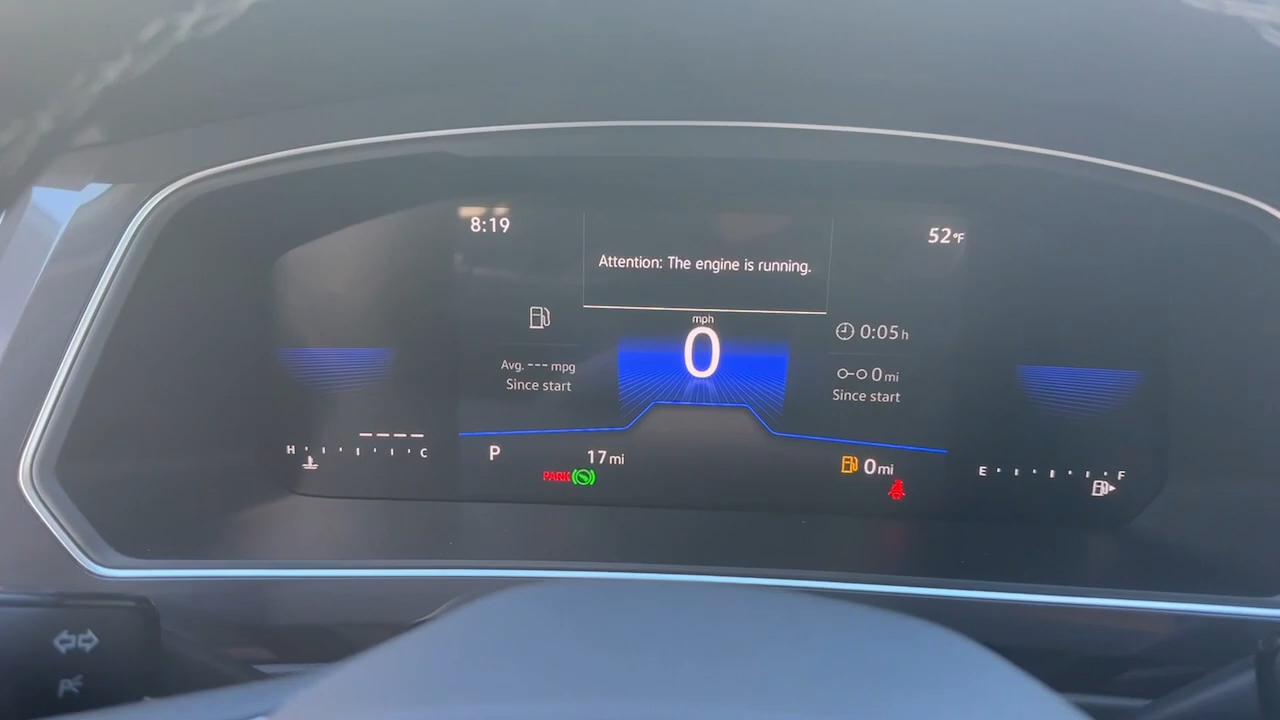 8:19
52°F
Attention: The engine is running.
mph
0
0:05 h
Avg. --- mpg
Since start
0 mi
Since start
H
C
P
17 mi
PARK
0 mi
E
F